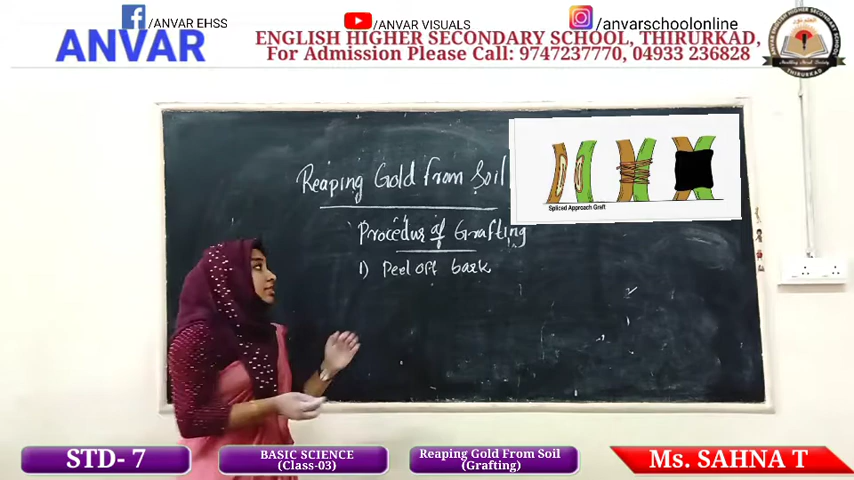 /ANVAR EHSS
/ANVAR VISUALS
/anvarschoolonline
ANVAR
ENGLISH HIGHER SECONDARY SCHOOL, THIRURKAD,
For Admission Please Call: 9747237770, 04933 236828
THIRURKAD
Reaping Gold from Soil
Procedur of Grafting
1) Peel off bark
Spliced Approach Graft
STD- 7
BASIC SCIENCE
(Class-03)
Reaping Gold From Soil
(Grafting)
Ms. SAHNA T